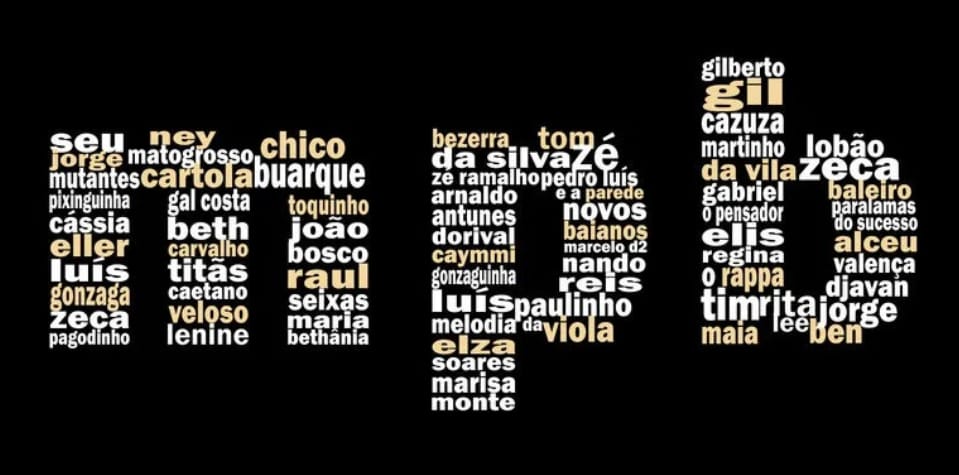 seu
jorge
mutantes
pixinguinha
cássia
eller
luís
gonzaga
zeca
pagodinho
ney
matogrosso
cartola
gal costa
beth
carvalho
titãs
caetano
veloso
lenine
chico
buarque
toquinho
joão
bosco
raul
seixas
maria
bethânia
bezerra
da silva
zé ramalho
arnaldo
antunes
dorival
caymmi
gonzaguinha
luís
melodia
elza
soares
marisa
monte
tom
zé
pedro luís
e a parede
novos
baianos
marcelo d2
nando
reis
paulinho
da viola
gilberto
gil
cazuza
martinho
da vila
gabriel
o pensador
elis
regina
o rappa
tim
maia
rita
lee
lobão
zeca
baleiro
paralamas
do sucesso
alceu
valença
djavan
jorge
ben